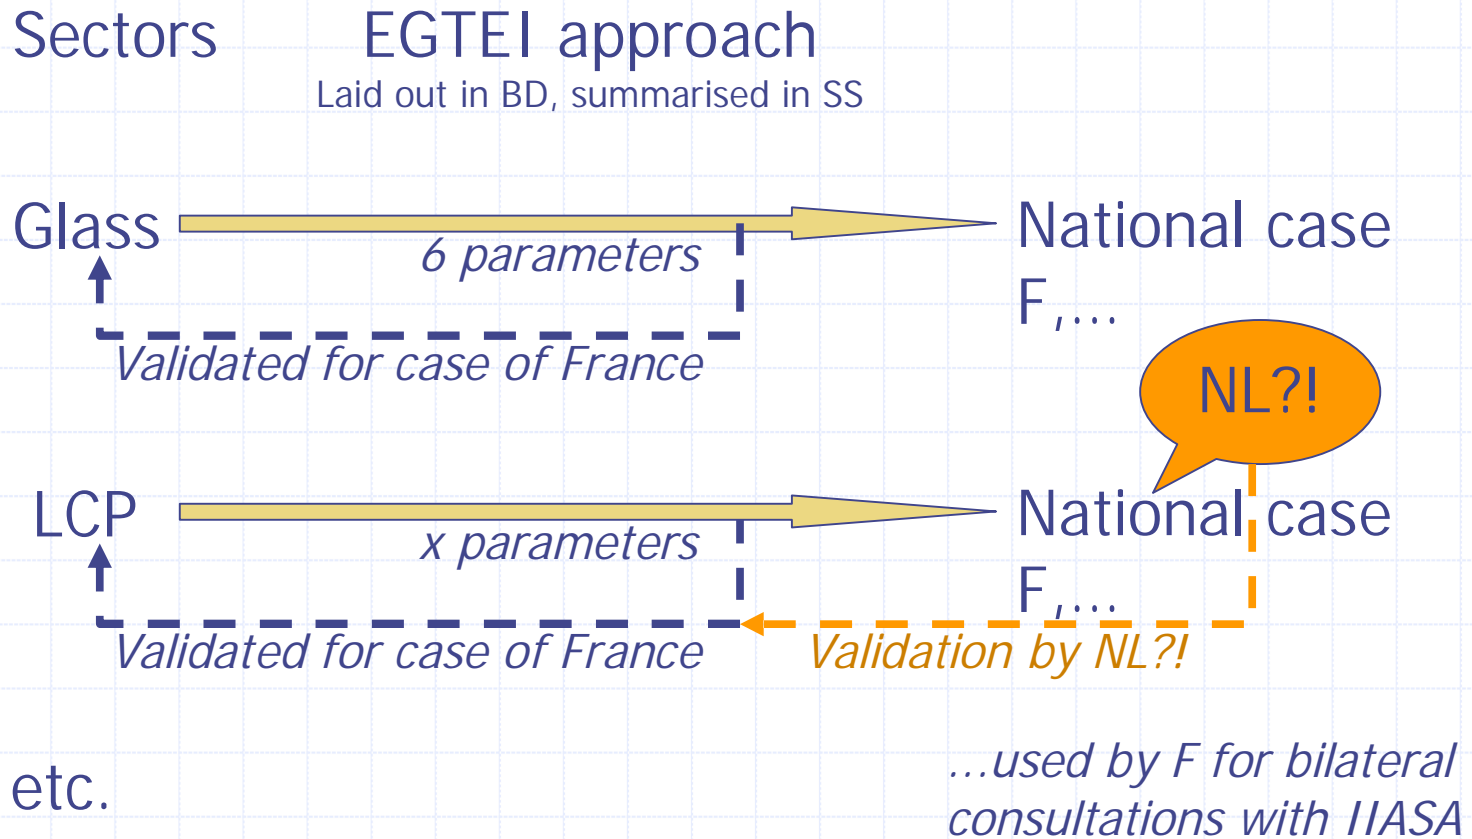 Sectors EGTEI approach
Laid out in BD, summarised in SS
Glass 6 parameters National case
F,...
Validated for case of France
NL?!
LCP x parameters National case
F,...
Validated for case of France Validation by NL?!
etc.
...used by F for bilateral
consultations with IIASA